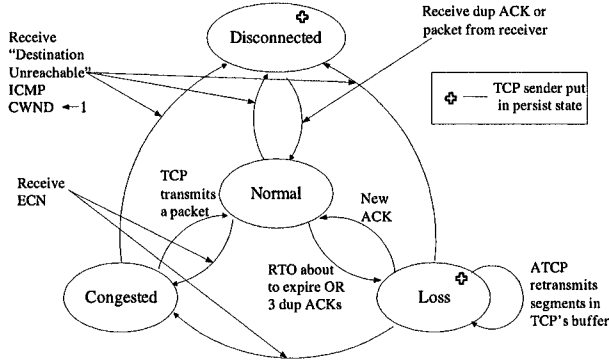 Receive
"Destination
Unreachable"
ICMP
CWND ←1
Disconnected
Receive dup ACK or
packet from receiver
TCP sender put
in persist state
Receive
ECN
TCP
transmits
a packet
Normal
New
ACK
RTO about
to expire OR
3 dup ACKs
Congested
Loss
ATCP
retransmits
segments in
TCP's buffer